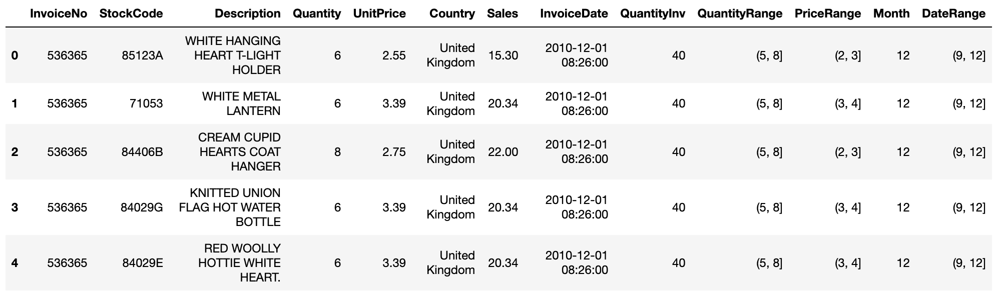 InvoiceNo StockCode Description Quantity UnitPrice Country Sales InvoiceDate QuantityInv QuantityRange PriceRange Month DateRange
0 536365 85123A WHITE HANGING HEART T-LIGHT HOLDER 6 2.55 United Kingdom 15.30 2010-12-01 08:26:00 40 (5, 8] (2, 3] 12 (9, 12]
1 536365 71053 WHITE METAL LANTERN 6 3.39 United Kingdom 20.34 2010-12-01 08:26:00 40 (5, 8] (3, 4] 12 (9, 12]
2 536365 84406B CREAM CUPID HEARTS COAT HANGER 8 2.75 United Kingdom 22.00 2010-12-01 08:26:00 40 (5, 8] (2, 3] 12 (9, 12]
3 536365 84029G KNITTED UNION FLAG HOT WATER BOTTLE 6 3.39 United Kingdom 20.34 2010-12-01 08:26:00 40 (5, 8] (3, 4] 12 (9, 12]
4 536365 84029E RED WOOLLY HOTTIE WHITE HEART. 6 3.39 United Kingdom 20.34 2010-12-01 08:26:00 40 (5, 8] (3, 4] 12 (9, 12]